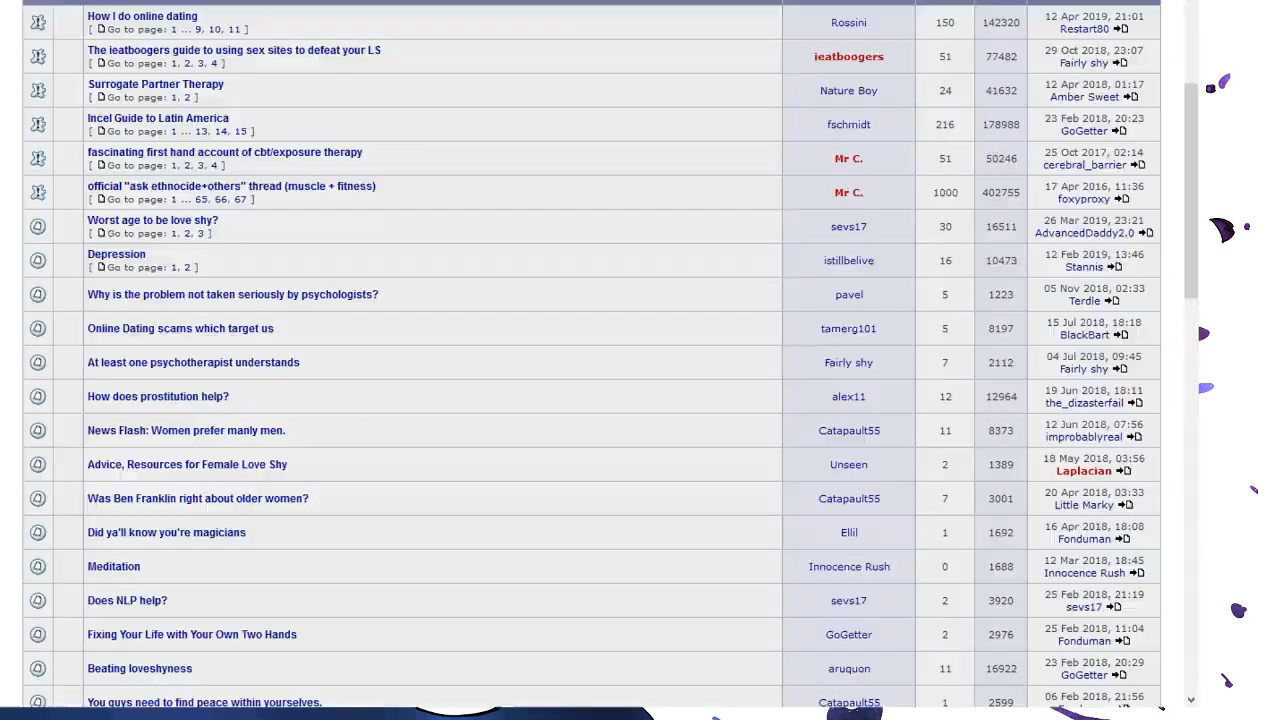 How I do online dating
[ Go to page: 1 ... 9, 10, 11 ]
Rossini
150
142320
12 Apr 2019, 21:01
Restart80
The ieatboogers guide to using sex sites to defeat your LS
[ Go to page: 1, 2, 3, 4 ]
ieatboogers
51
77482
29 Oct 2018, 23:07
Fairly shy
Surrogate Partner Therapy
[ Go to page: 1, 2 ]
Nature Boy
24
41632
12 Apr 2018, 01:17
Amber Sweet
Incel Guide to Latin America
[ Go to page: 1 ... 13, 14, 15 ]
fschmidt
216
178988
23 Feb 2018, 20:23
GoGetter
fascinating first hand account of cbt/exposure therapy
[ Go to page: 1, 2, 3, 4 ]
Mr C.
51
50246
25 Oct 2017, 02:14
cerebral_barrier
official "ask ethnocide+others" thread (muscle + fitness)
[ Go to page: 1 ... 65, 66, 67 ]
Mr C.
1000
402755
17 Apr 2016, 11:36
foxyproxy
Worst age to be love shy?
[ Go to page: 1, 2, 3 ]
sevs17
30
16511
26 Mar 2019, 23:21
AdvancedDaddy2.0
Depression
[ Go to page: 1, 2 ]
istillbelive
16
10473
12 Feb 2019, 13:46
Stannis
Why is the problem not taken seriously by psychologists?
pavel
5
1223
05 Nov 2018, 02:33
Terdle
Online Dating scams which target us
tamerg101
5
8197
15 Jul 2018, 18:18
BlackBart
At least one psychotherapist understands
Fairly shy
7
2112
04 Jul 2018, 09:45
Fairly shy
How does prostitution help?
alex11
12
12964
19 Jun 2018, 18:11
the_dizasterfail
News Flash: Women prefer manly men.
Catapault55
11
8373
12 Jun 2018, 07:56
improbablyreal
Advice, Resources for Female Love Shy
Unseen
2
1389
18 May 2018, 03:56
Laplacian
Was Ben Franklin right about older women?
Catapault55
7
3001
20 Apr 2018, 03:33
Little Marky
Did ya'll know you're magicians
Ellil
1
1692
16 Apr 2018, 18:08
Fonduman
Meditation
Innocence Rush
0
1688
12 Mar 2018, 18:45
Innocence Rush
Does NLP help?
sevs17
2
3920
25 Feb 2018, 21:19
sevs17
Fixing Your Life with Your Own Two Hands
GoGetter
2
2976
25 Feb 2018, 11:04
Fonduman
Beating loveshyness
aruquon
11
16922
23 Feb 2018, 20:29
GoGetter
You guys need to find peace within yourselves.
Catapault55
1
2599
06 Feb 2018, 21:56